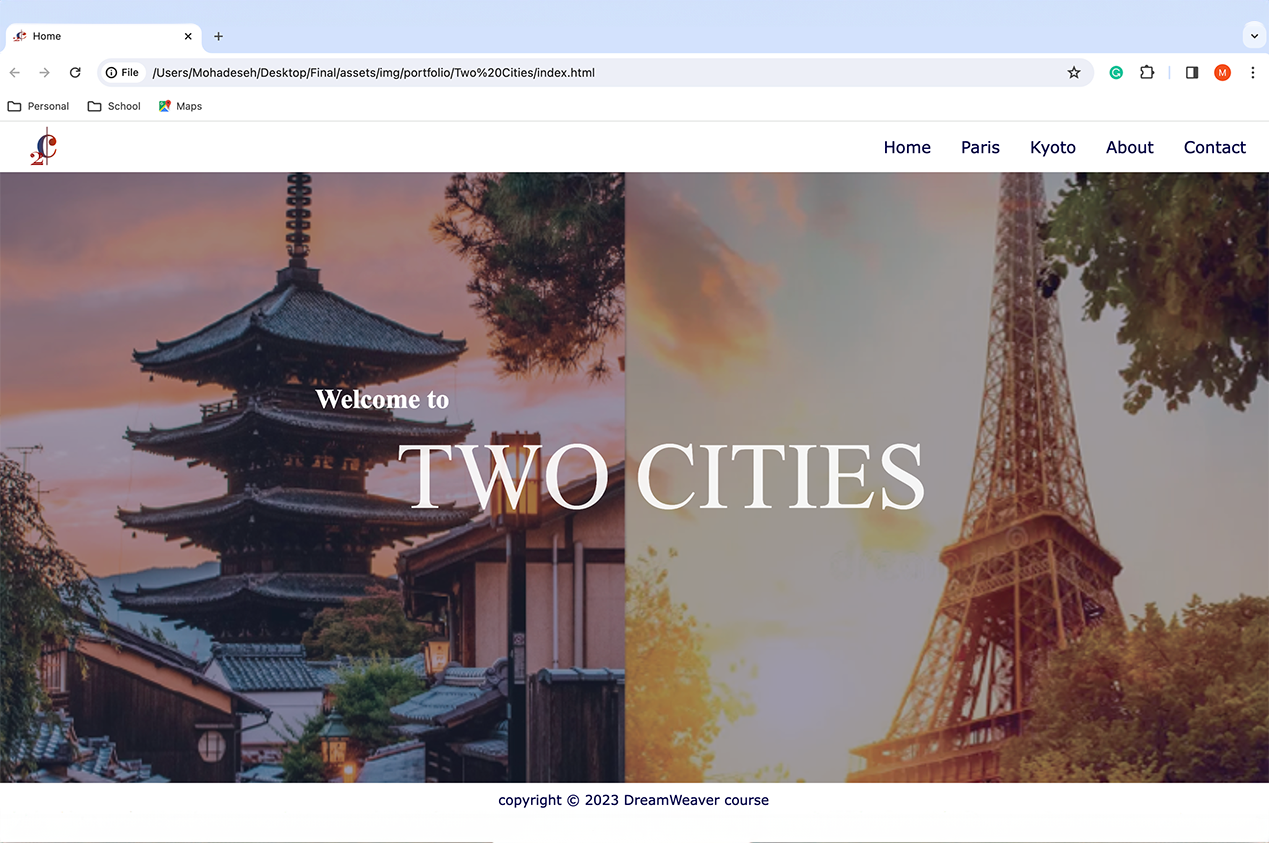 Home
File /Users/Mohadeseh/Desktop/Final/assets/img/portfolio/Two%20Cities/index.html M
Personal School Maps
2C Home Paris Kyoto About Contact
Welcome to
TWO CITIES
copyright © 2023 DreamWeaver course